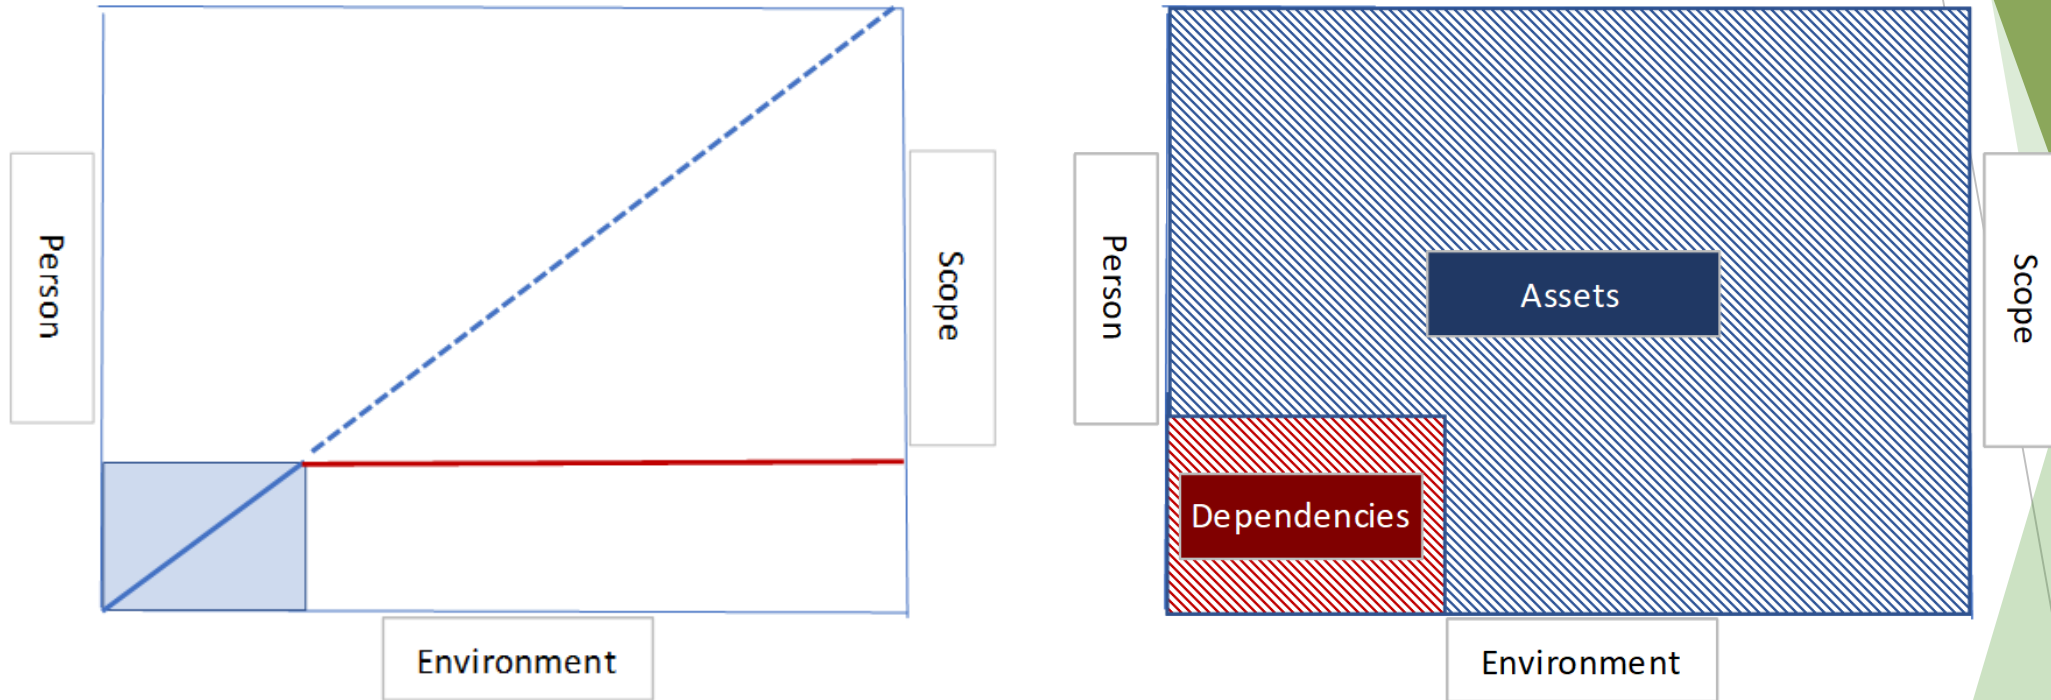 Person
Scope
Environment
Person
Assets
Dependencies
Scope
Environment